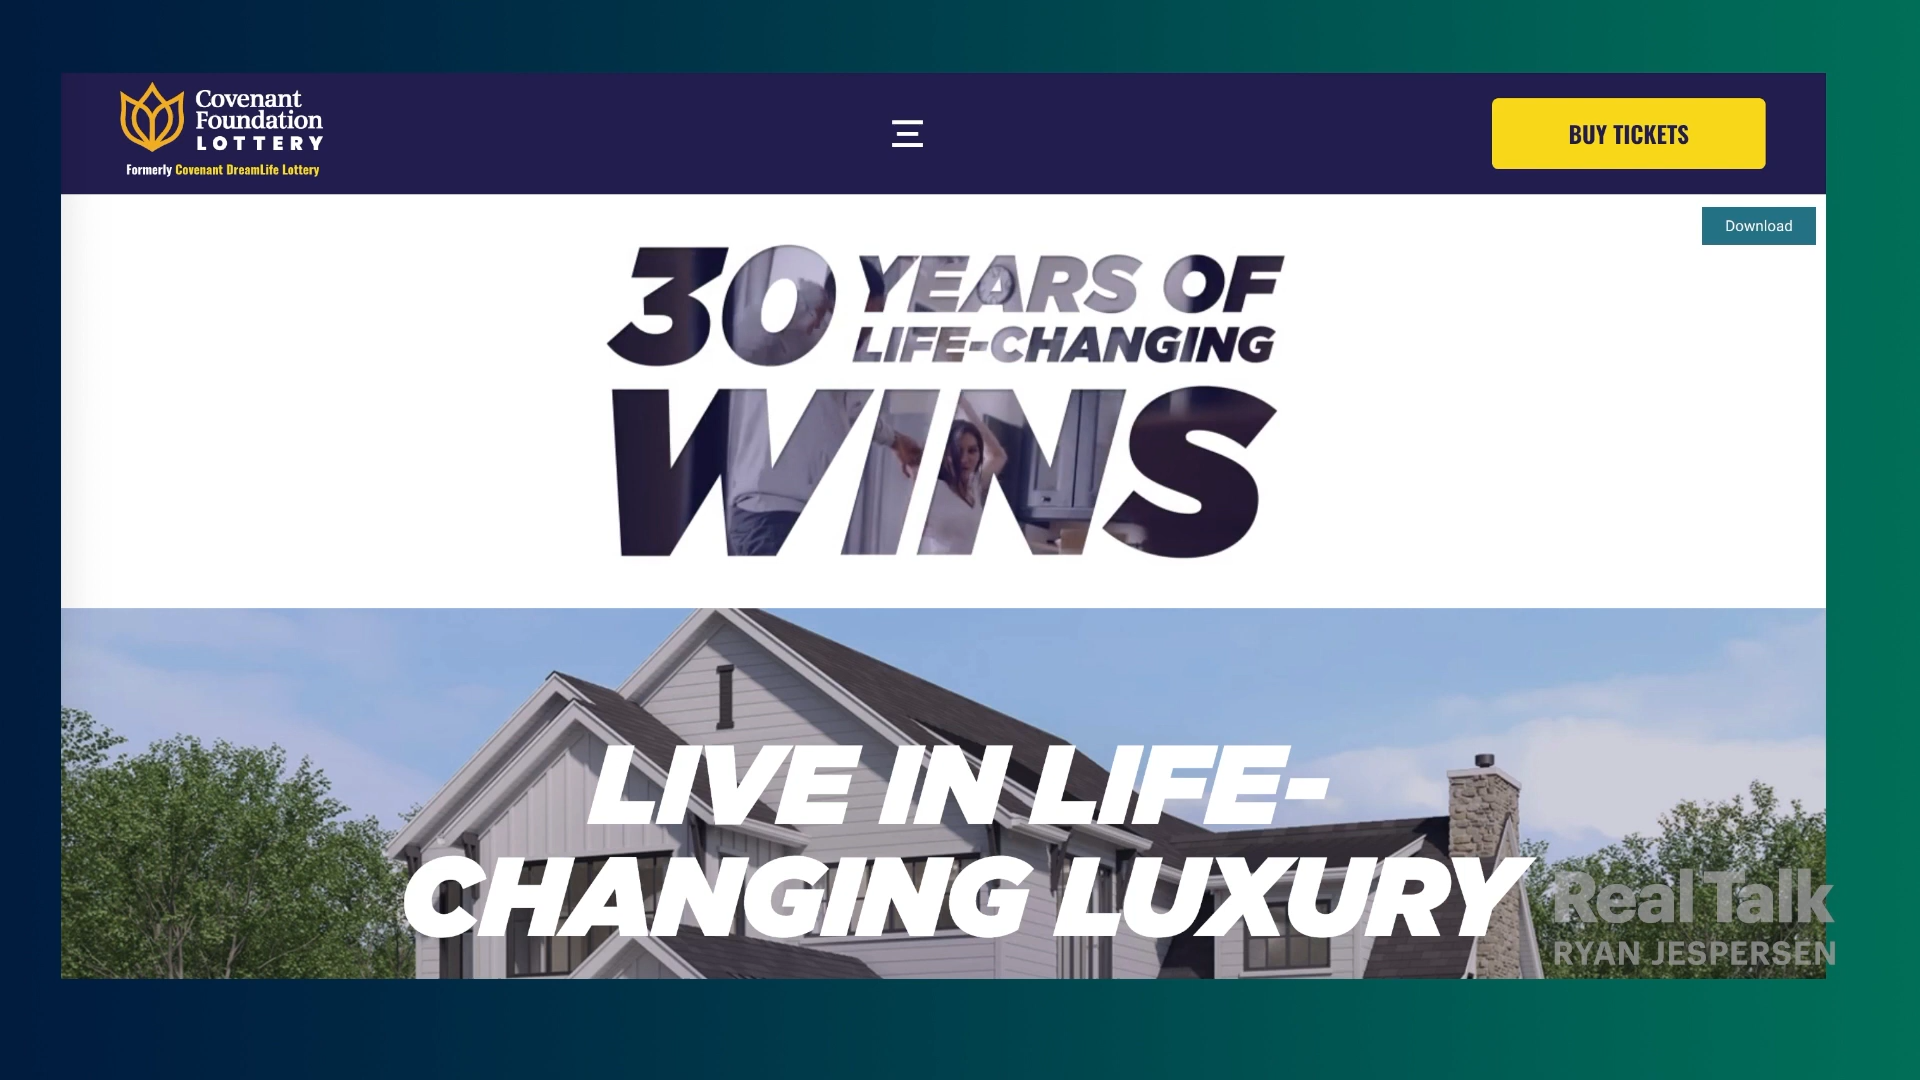 Covenant
Foundation
LOTTERY
Formerly Covenant DreamLife Lottery
BUY TICKETS
Download
30 YEARS OF
LIFE-CHANGING
WINS
LIVE IN LIFE-
CHANGING LUXURY
Real Talk
RYAN JESPERSEN